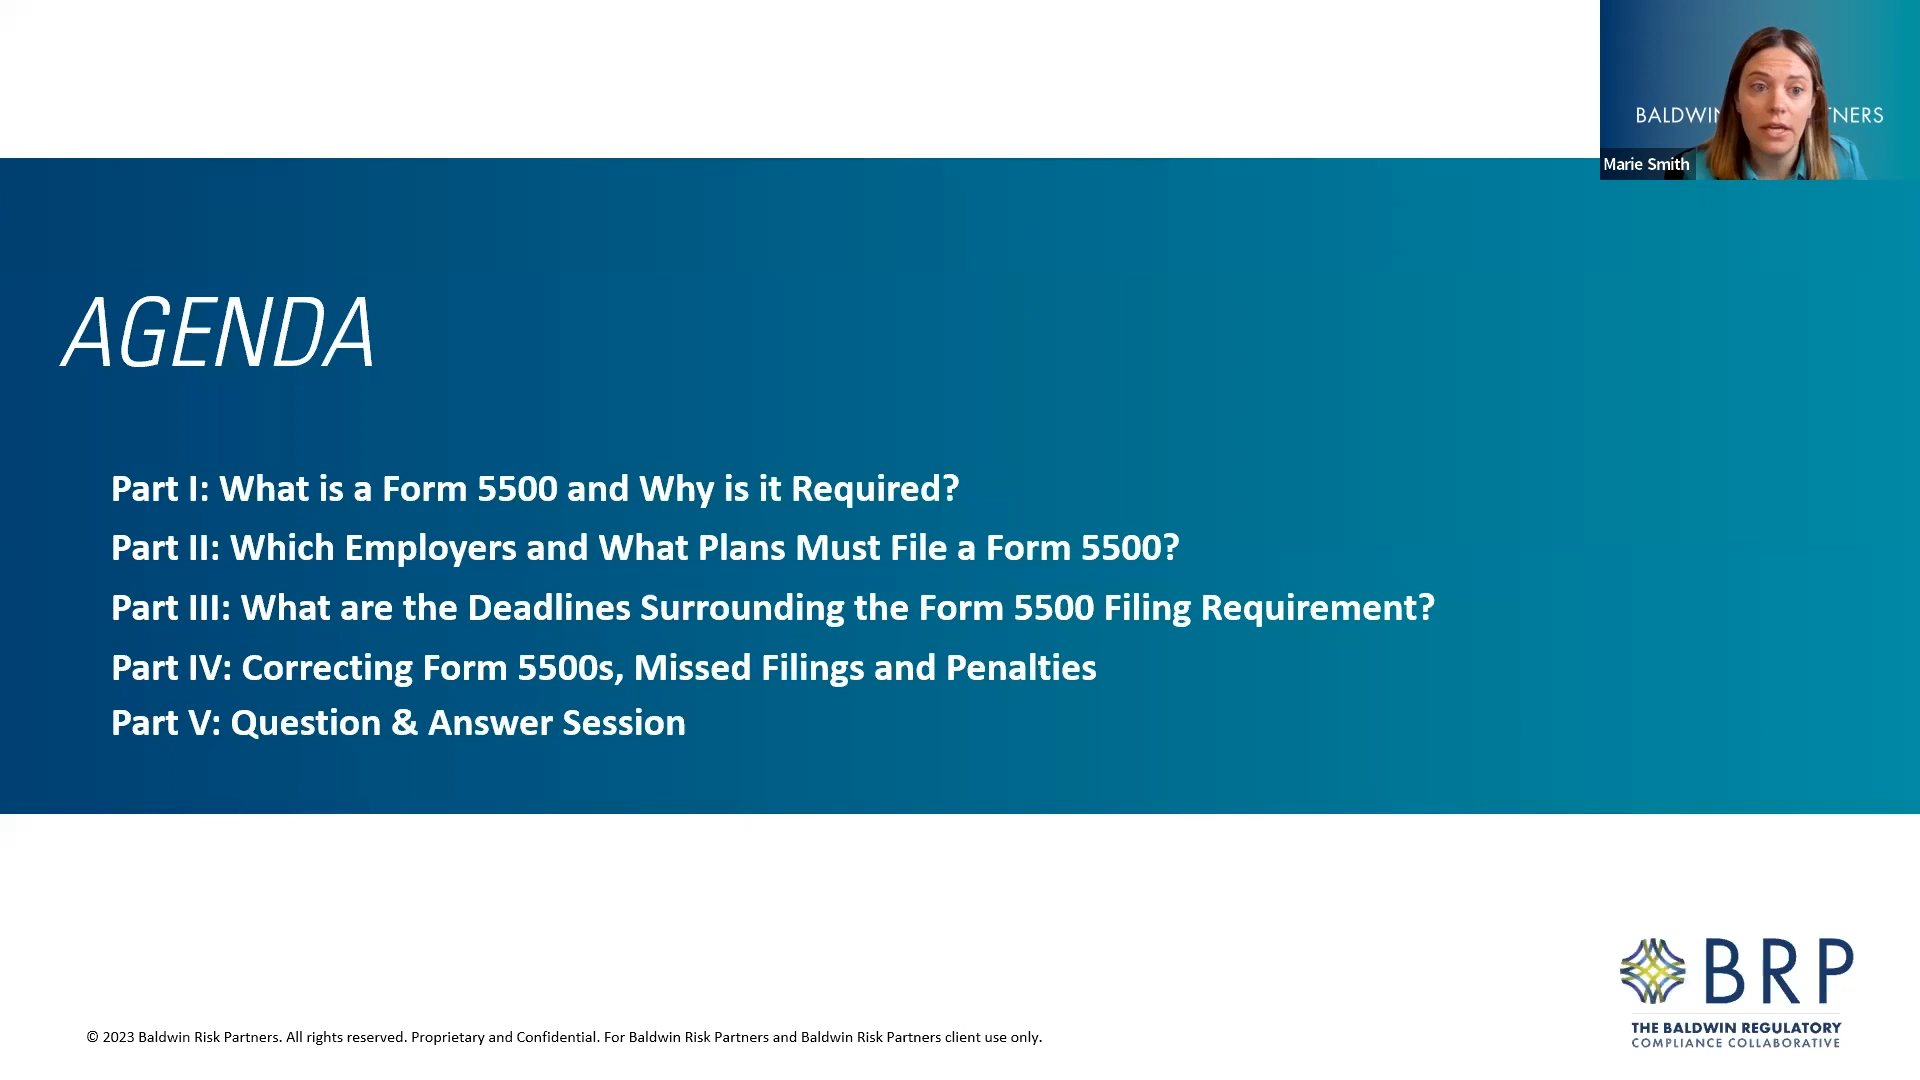 BALDWIN
TNERS
Marie Smith
AGENDA
Part I: What is a Form 5500 and Why is it Required?
Part II: Which Employers and What Plans Must File a Form 5500?
Part III: What are the Deadlines Surrounding the Form 5500 Filing Requirement?
Part IV: Correcting Form 5500s, Missed Filings and Penalties
Part V: Question & Answer Session
BRP
THE BALDWIN REGULATORY
COMPLIANCE COLLABORATIVE
© 2023 Baldwin Risk Partners. All rights reserved. Proprietary and Confidential. For Baldwin Risk Partners and Baldwin Risk Partners client use only.